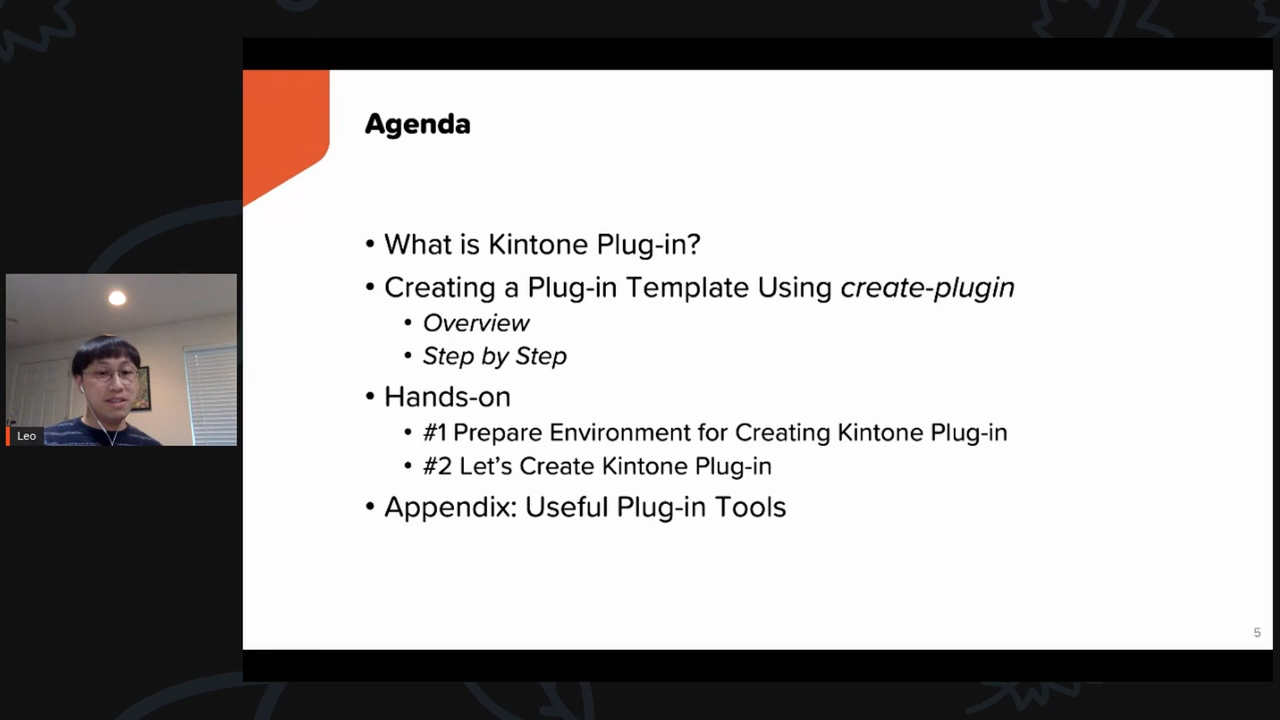 Agenda
• What is Kintone Plug-in?
• Creating a Plug-in Template Using create-plugin
• Overview
• Step by Step
• Hands-on
• #1 Prepare Environment for Creating Kintone Plug-in
• #2 Let’s Create Kintone Plug-in
• Appendix: Useful Plug-in Tools
Leo
5